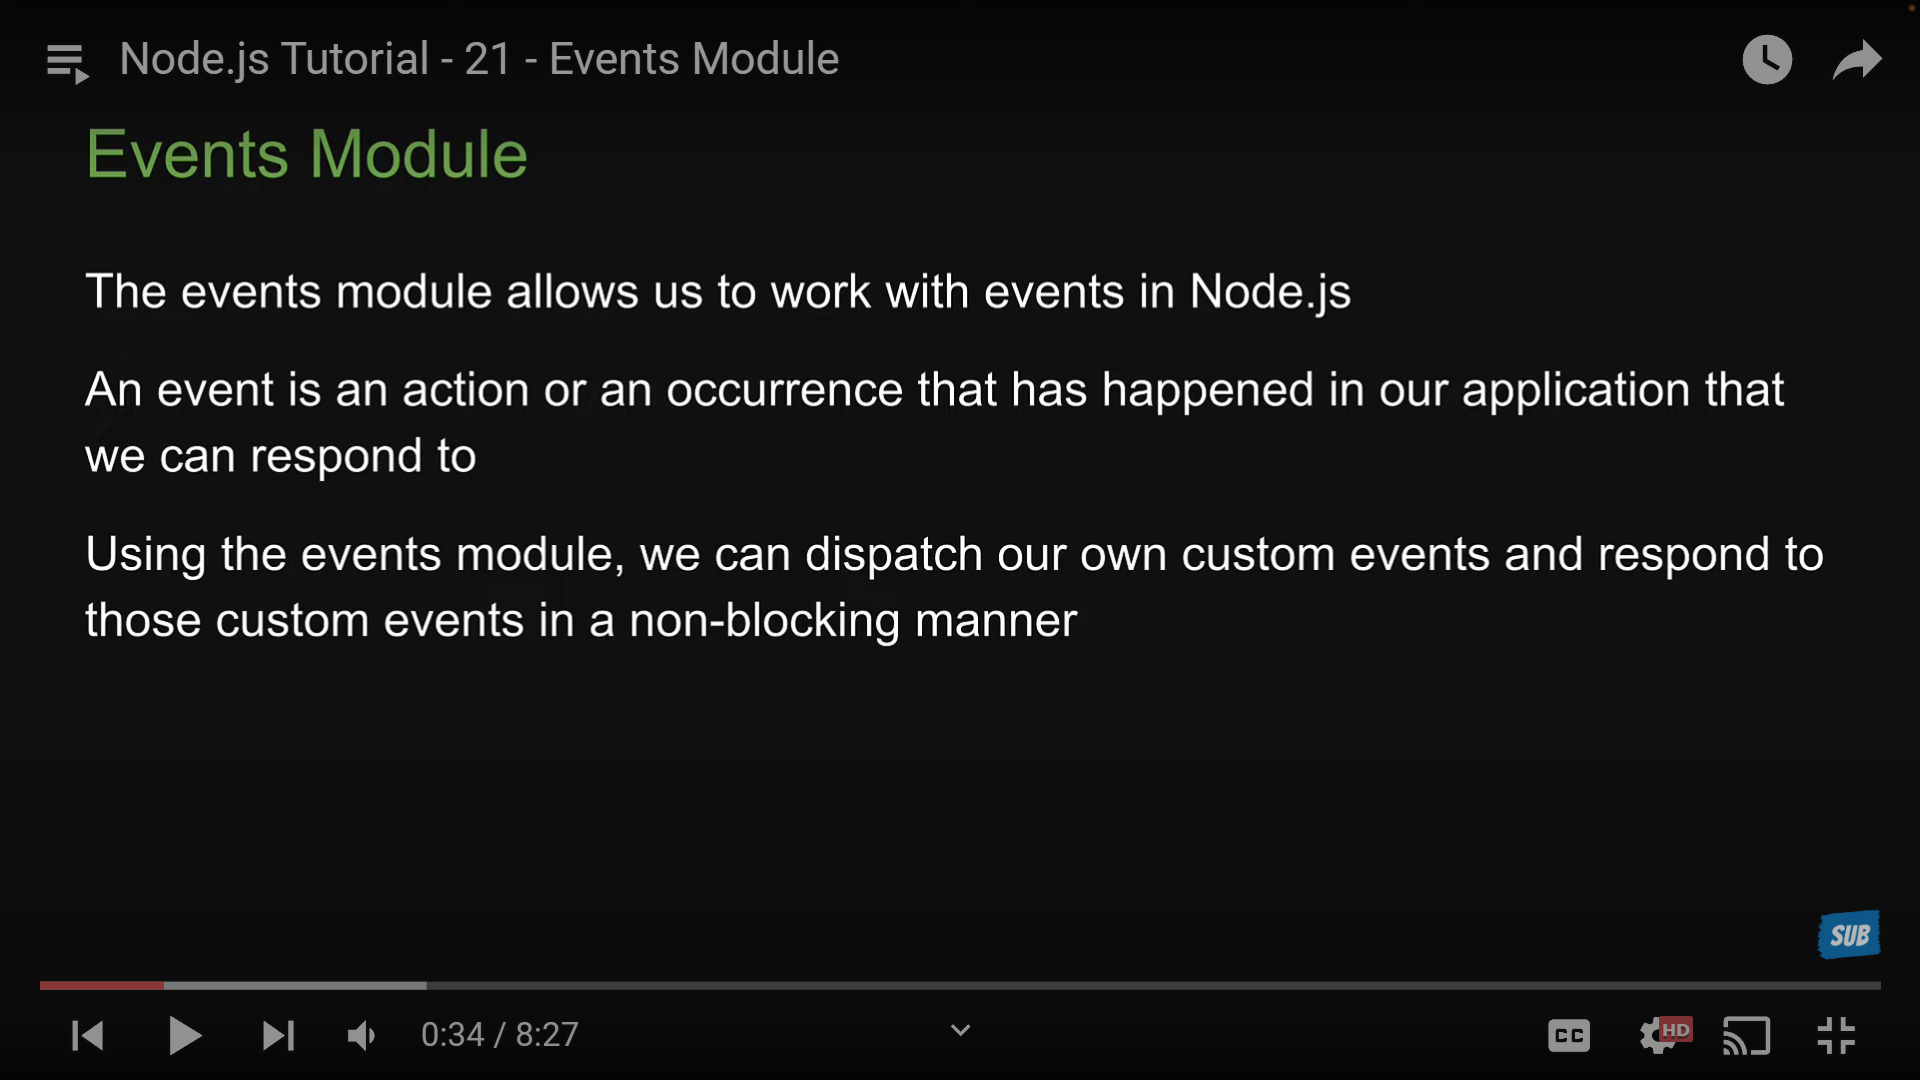 Node.js Tutorial - 21 - Events Module
Events Module
The events module allows us to work with events in Node.js
An event is an action or an occurrence that has happened in our application that
we can respond to
Using the events module, we can dispatch our own custom events and respond to
those custom events in a non-blocking manner
SUB
0:34 / 8:27
CC
HD